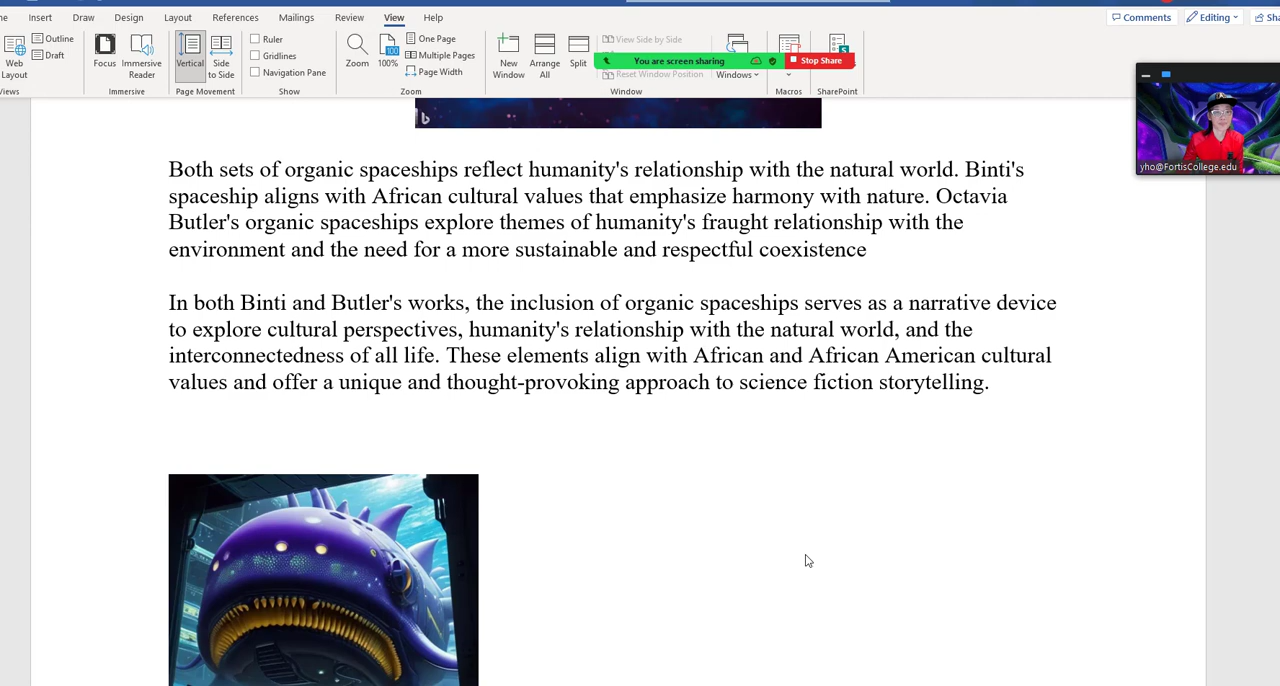 Insert Draw Design Layout References Mailings Review View Help
Comments Editing
Web Layout
Outline
Draft
Focus
Immersive Reader
Vertical
Side to Side
Ruler
Gridlines
Navigation Pane
Zoom
100%
One Page
Multiple Pages
Page Width
New Window
Arrange All
Split
View Side by Side
Reset Window Position
Windows
You are screen sharing
Stop Share
Immersive
Page Movement
Show
Zoom
Window
Macros
SharePoint
yho@FortisCollege.edu
b
Both sets of organic spaceships reflect humanity's relationship with the natural world. Binti's
spaceship aligns with African cultural values that emphasize harmony with nature. Octavia
Butler's organic spaceships explore themes of humanity's fraught relationship with the
environment and the need for a more sustainable and respectful coexistence
In both Binti and Butler's works, the inclusion of organic spaceships serves as a narrative device
to explore cultural perspectives, humanity's relationship with the natural world, and the
interconnectedness of all life. These elements align with African and African American cultural
values and offer a unique and thought-provoking approach to science fiction storytelling.